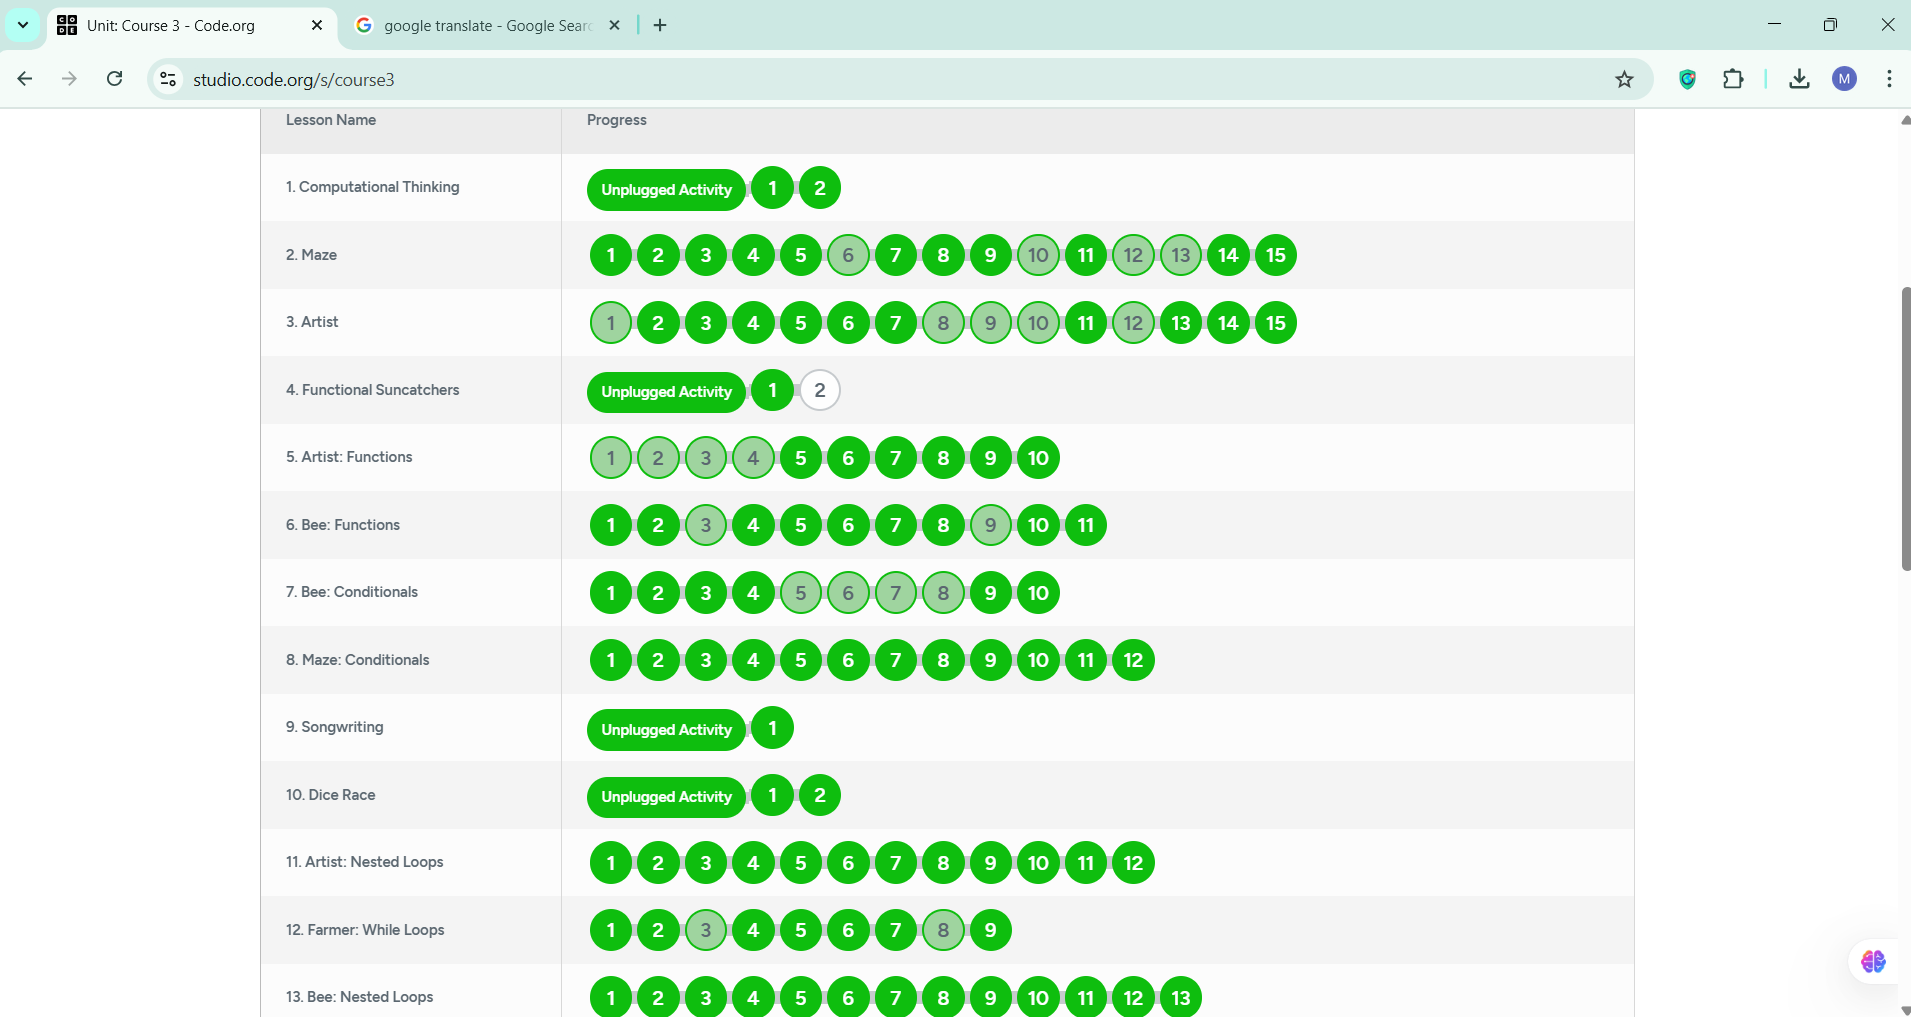 Unit: Course 3 - Code.org
google translate - Google Sear
studio.code.org/s/course3
M
Lesson Name Progress
1. Computational Thinking Unplugged Activity 1 2
2. Maze 1 2 3 4 5 6 7 8 9 10 11 12 13 14 15
3. Artist 1 2 3 4 5 6 7 8 9 10 11 12 13 14 15
4. Functional Suncatchers Unplugged Activity 1 2
5. Artist: Functions 1 2 3 4 5 6 7 8 9 10
6. Bee: Functions 1 2 3 4 5 6 7 8 9 10 11
7. Bee: Conditionals 1 2 3 4 5 6 7 8 9 10
8. Maze: Conditionals 1 2 3 4 5 6 7 8 9 10 11 12
9. Songwriting Unplugged Activity 1
10. Dice Race Unplugged Activity 1 2
11. Artist: Nested Loops 1 2 3 4 5 6 7 8 9 10 11 12
12. Farmer: While Loops 1 2 3 4 5 6 7 8 9
13. Bee: Nested Loops 1 2 3 4 5 6 7 8 9 10 11 12 13